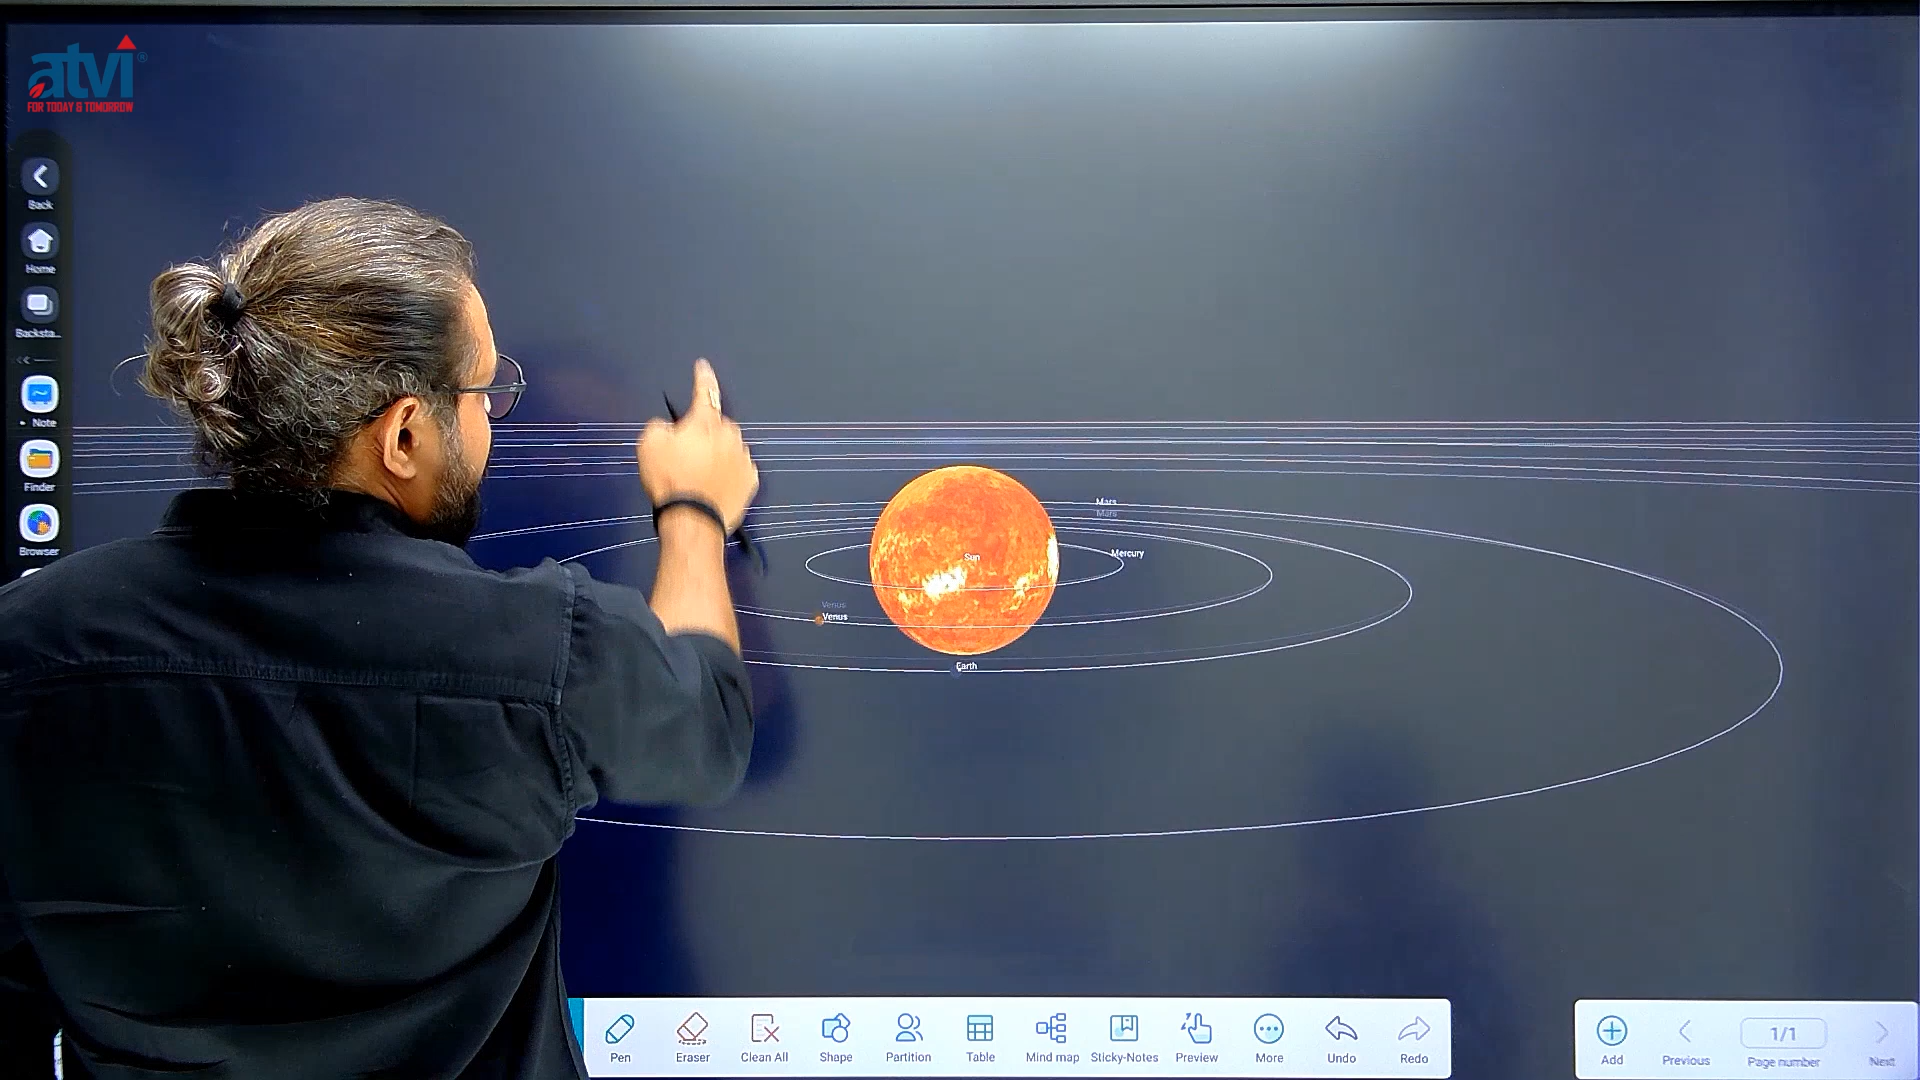 atvi®
FOR TODAY & TOMORROW
Back
Home
Backsta...
Note
Finder
Browser
Mars
Mars
Mercury
Sun
Venus
Venus
Earth
Pen
Eraser
Clean All
Shape
Partition
Table
Mind map
Sticky-Notes
Preview
More
Undo
Redo
Add
Previous
1/1
Page number
Next